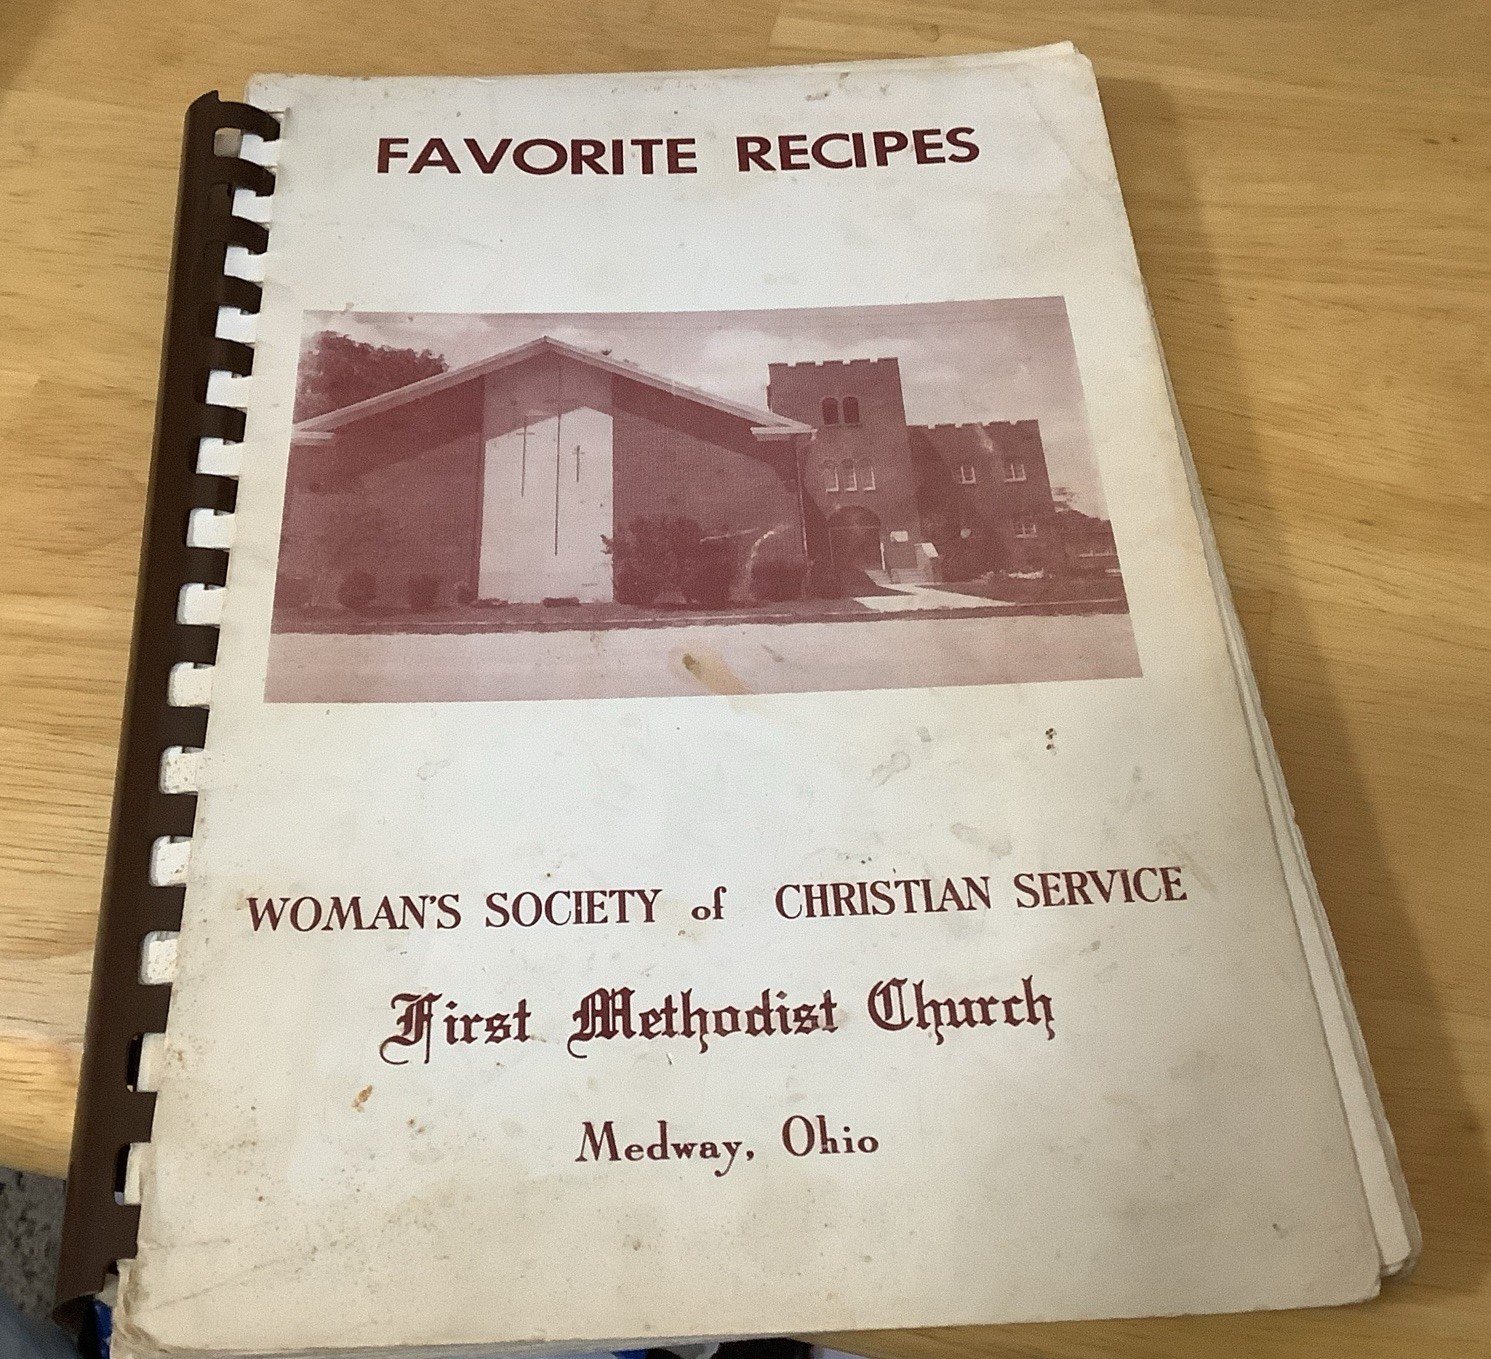 FAVORITE RECIPES
WOMAN'S SOCIETY of CHRISTIAN SERVICE
First Methodist Church
Medway, Ohio